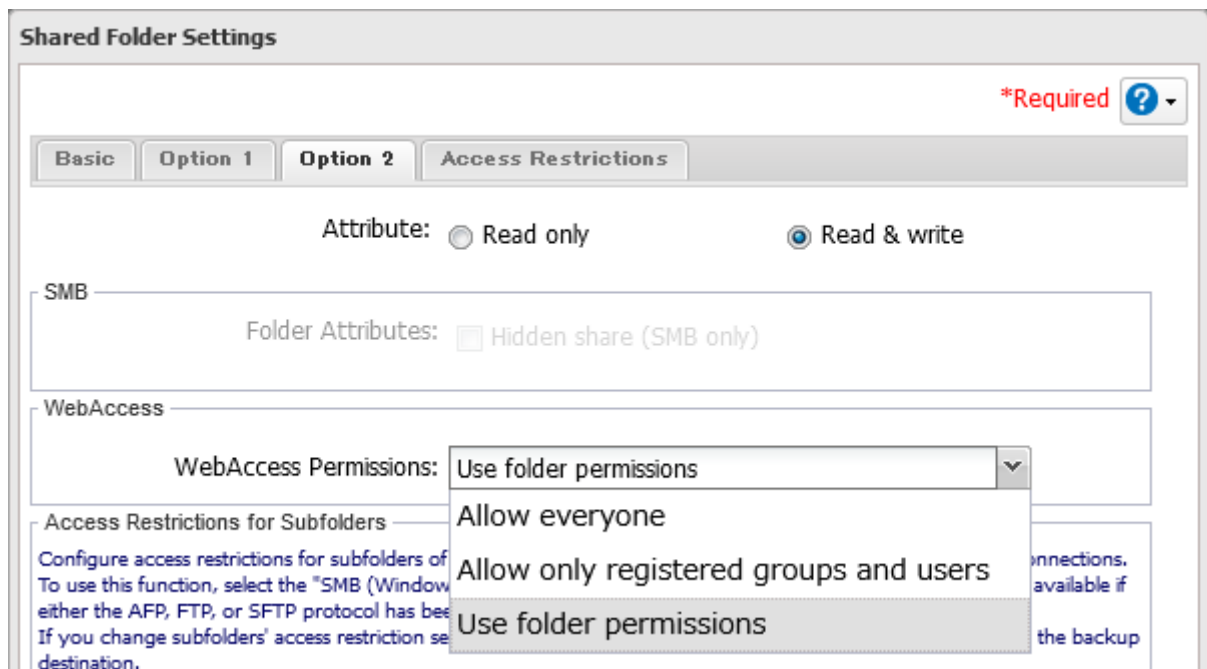 Shared Folder Settings
*Required
Basic Option 1 Option 2 Access Restrictions
Attribute: Read only Read & write
SMB
Folder Attributes: Hidden share (SMB only)
WebAccess
WebAccess Permissions: Use folder permissions
Allow everyone
Allow only registered groups and users
Use folder permissions
Access Restrictions for Subfolders
Configure access restrictions for subfolders of nnections.
To use this function, select the "SMB (Window available if
either the AFP, FTP, or SFTP protocol has bee
If you change subfolders' access restriction se the backup
destination.